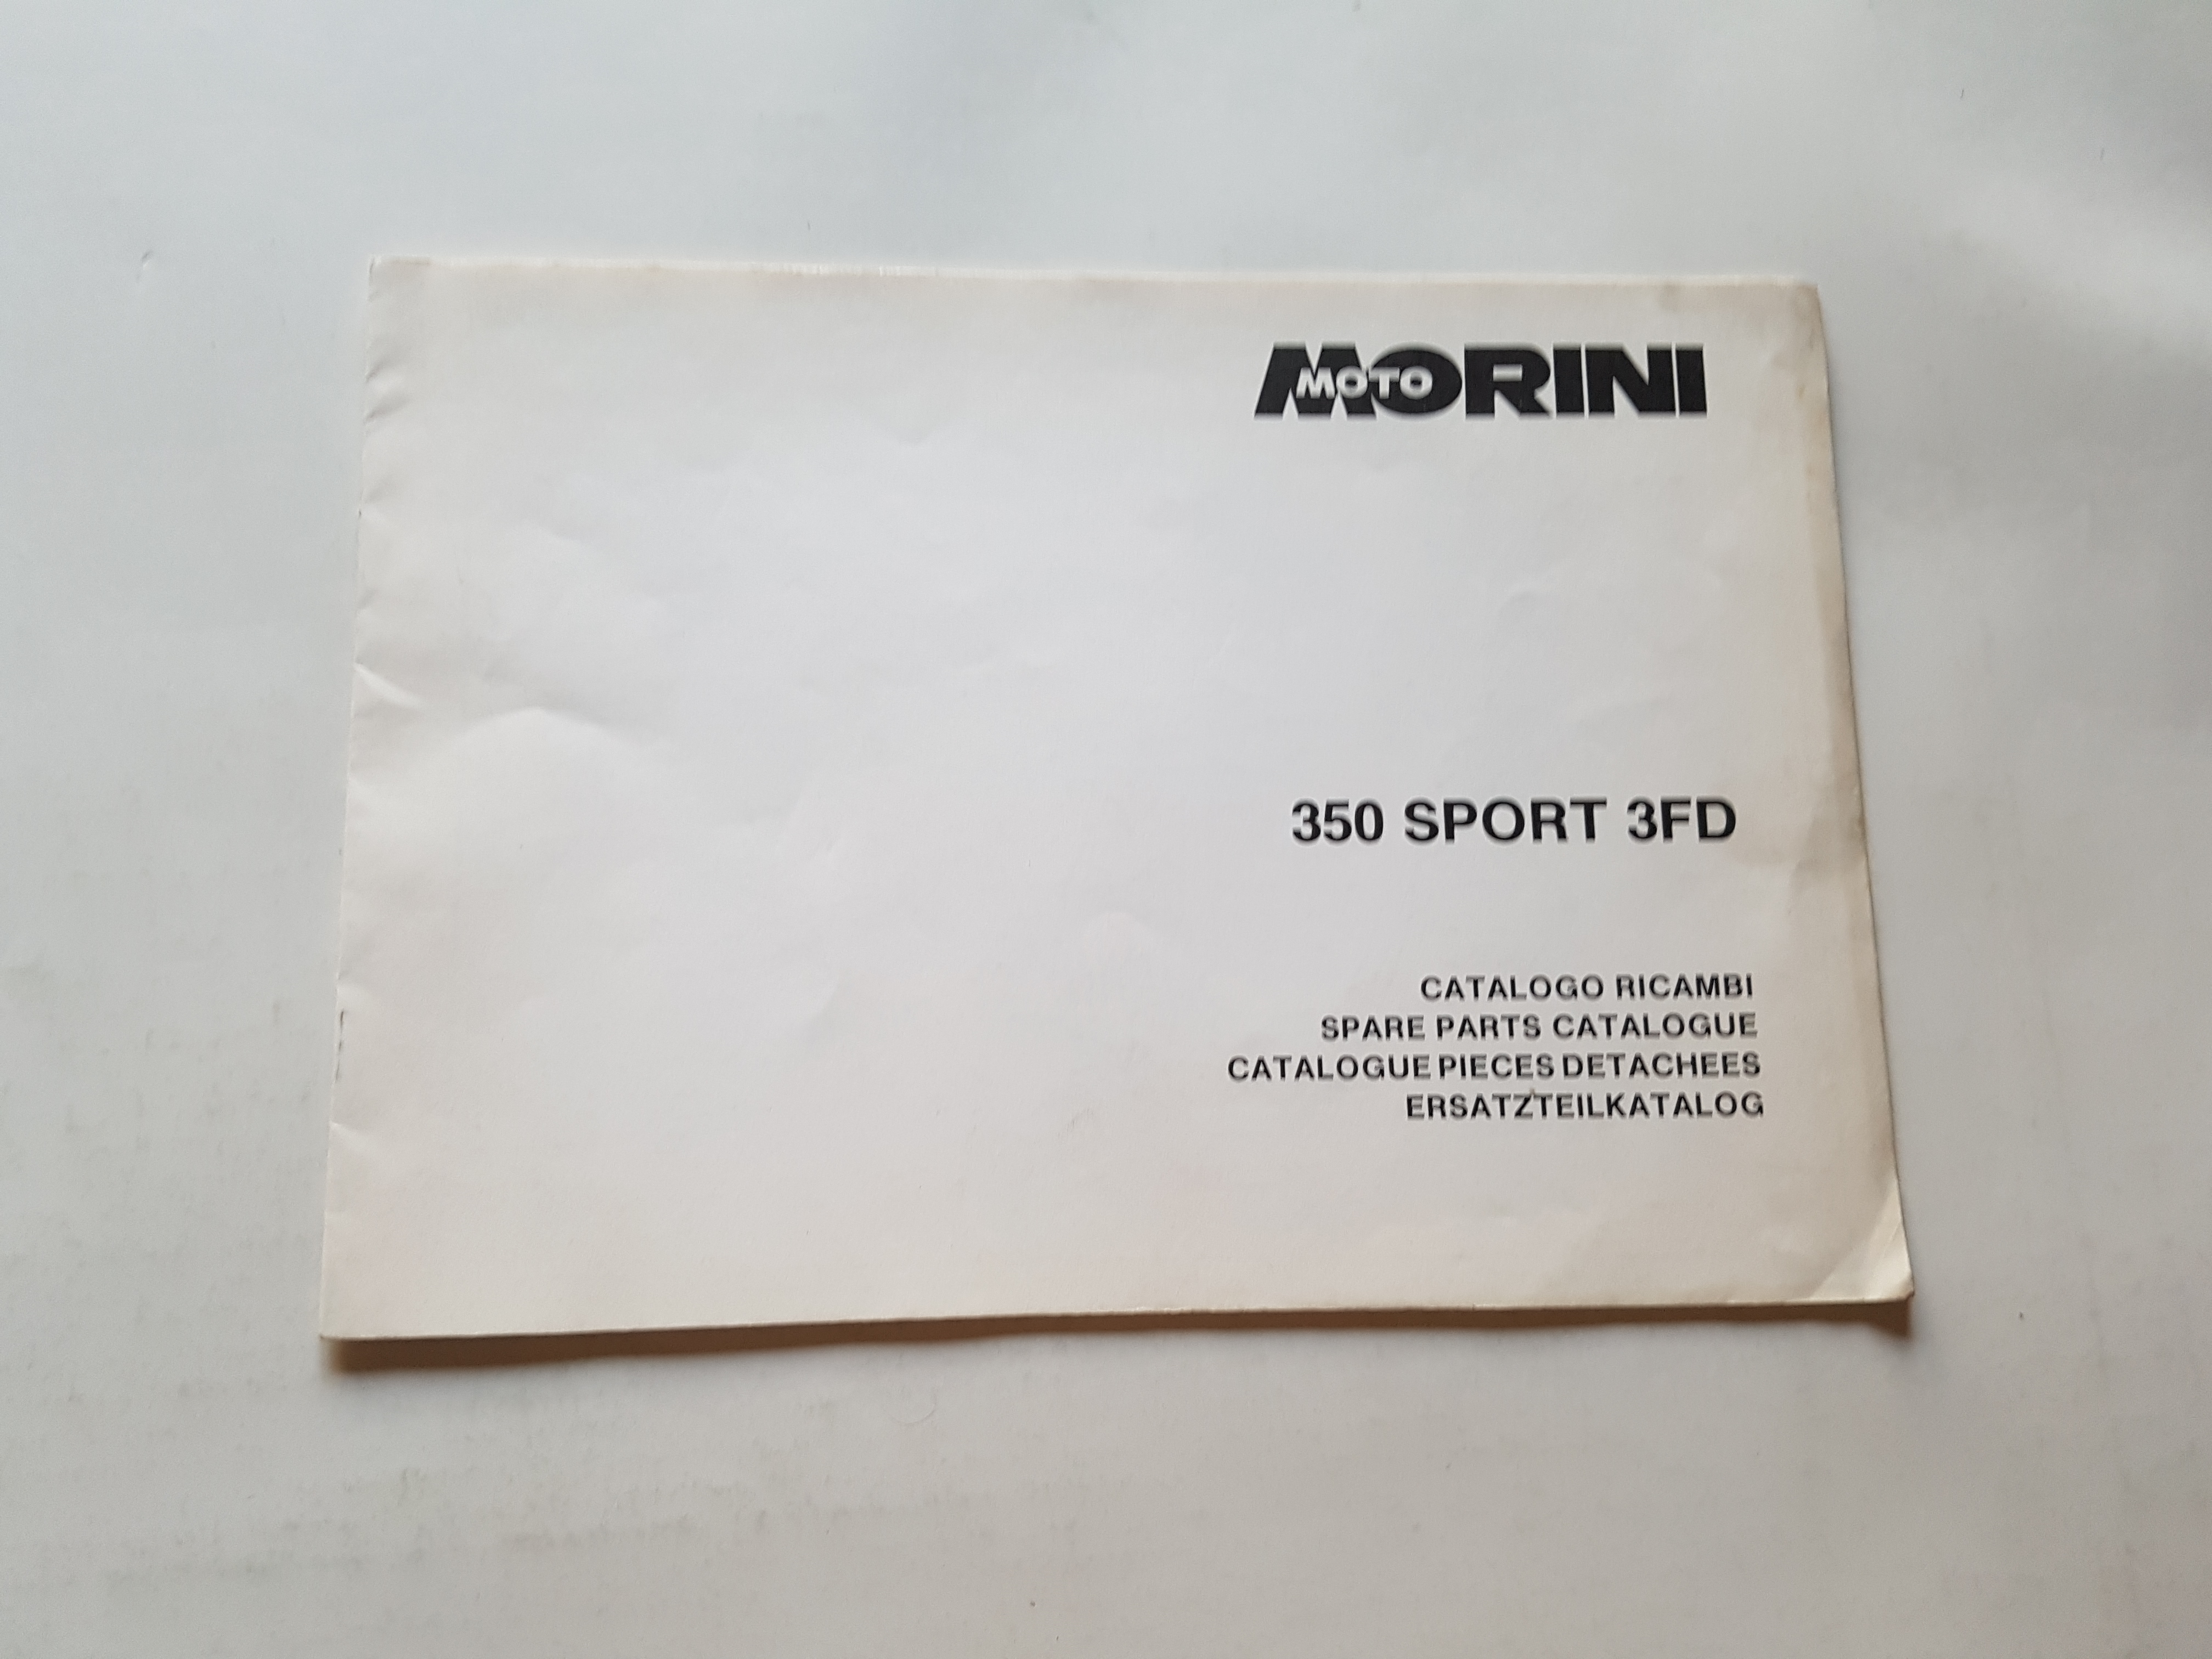 MOTO MORINI
350 SPORT 3FD
CATALOGO RICAMBI
SPARE PARTS CATALOGUE
CATALOGUE PIECES DETACHEES
ERSATZTEILKATALOG